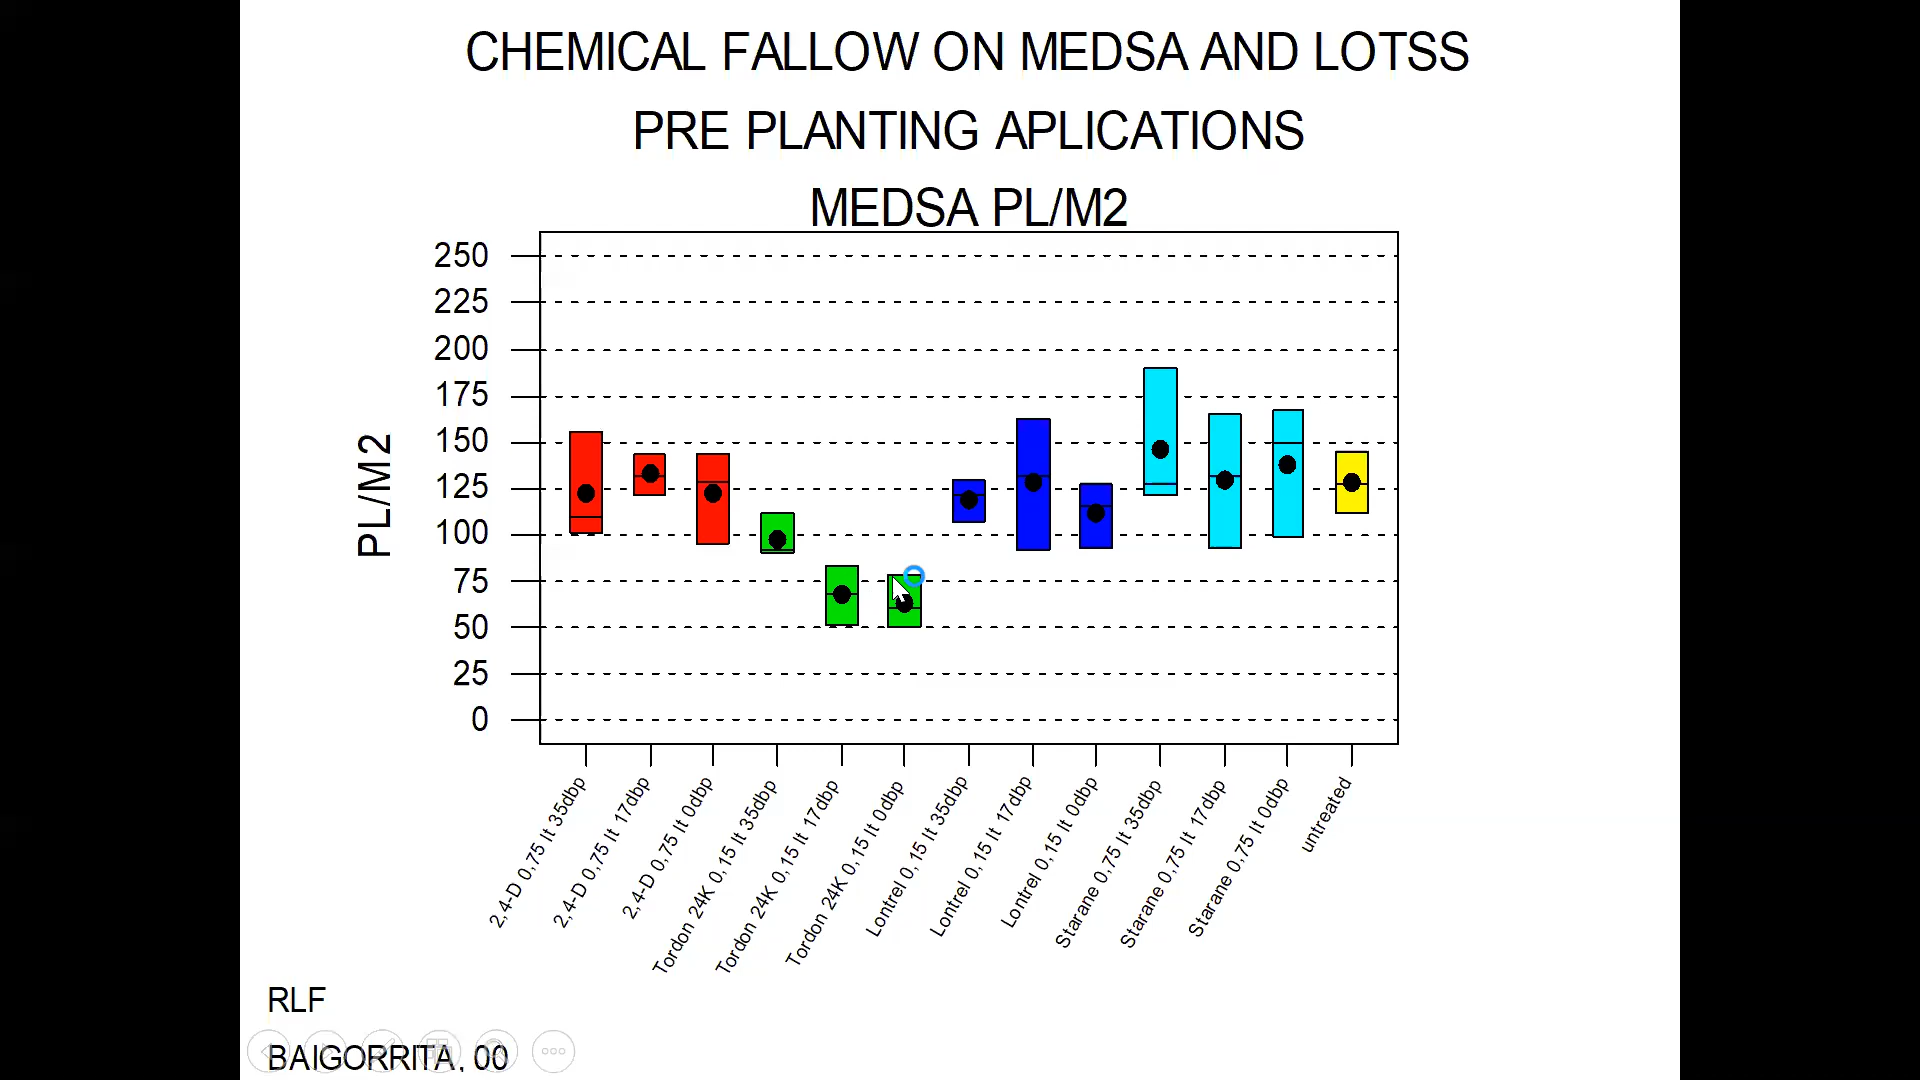 CHEMICAL FALLOW ON MEDSA AND LOTSS
PRE PLANTING APLICATIONS
MEDSA PL/M2
250
225
200
175
150
125
100
75
50
25
0
PL/M2
2,4-D 0,75 lt 35dbp
2,4-D 0,75 lt 17dbp
2,4-D 0,75 lt 0dbp
Tordon 24K 0,15 lt 35dbp
Tordon 24K 0,15 lt 17dbp
Tordon 24K 0,15 lt 0dbp
Lontrel 0,15 lt 35dbp
Lontrel 0,15 lt 17dbp
Lontrel 0,15 lt 0dbp
Starane 0,75 lt 35dbp
Starane 0,75 lt 17dbp
Starane 0,75 lt 0dbp
untreated
RLF
BAIGORRITA, 00